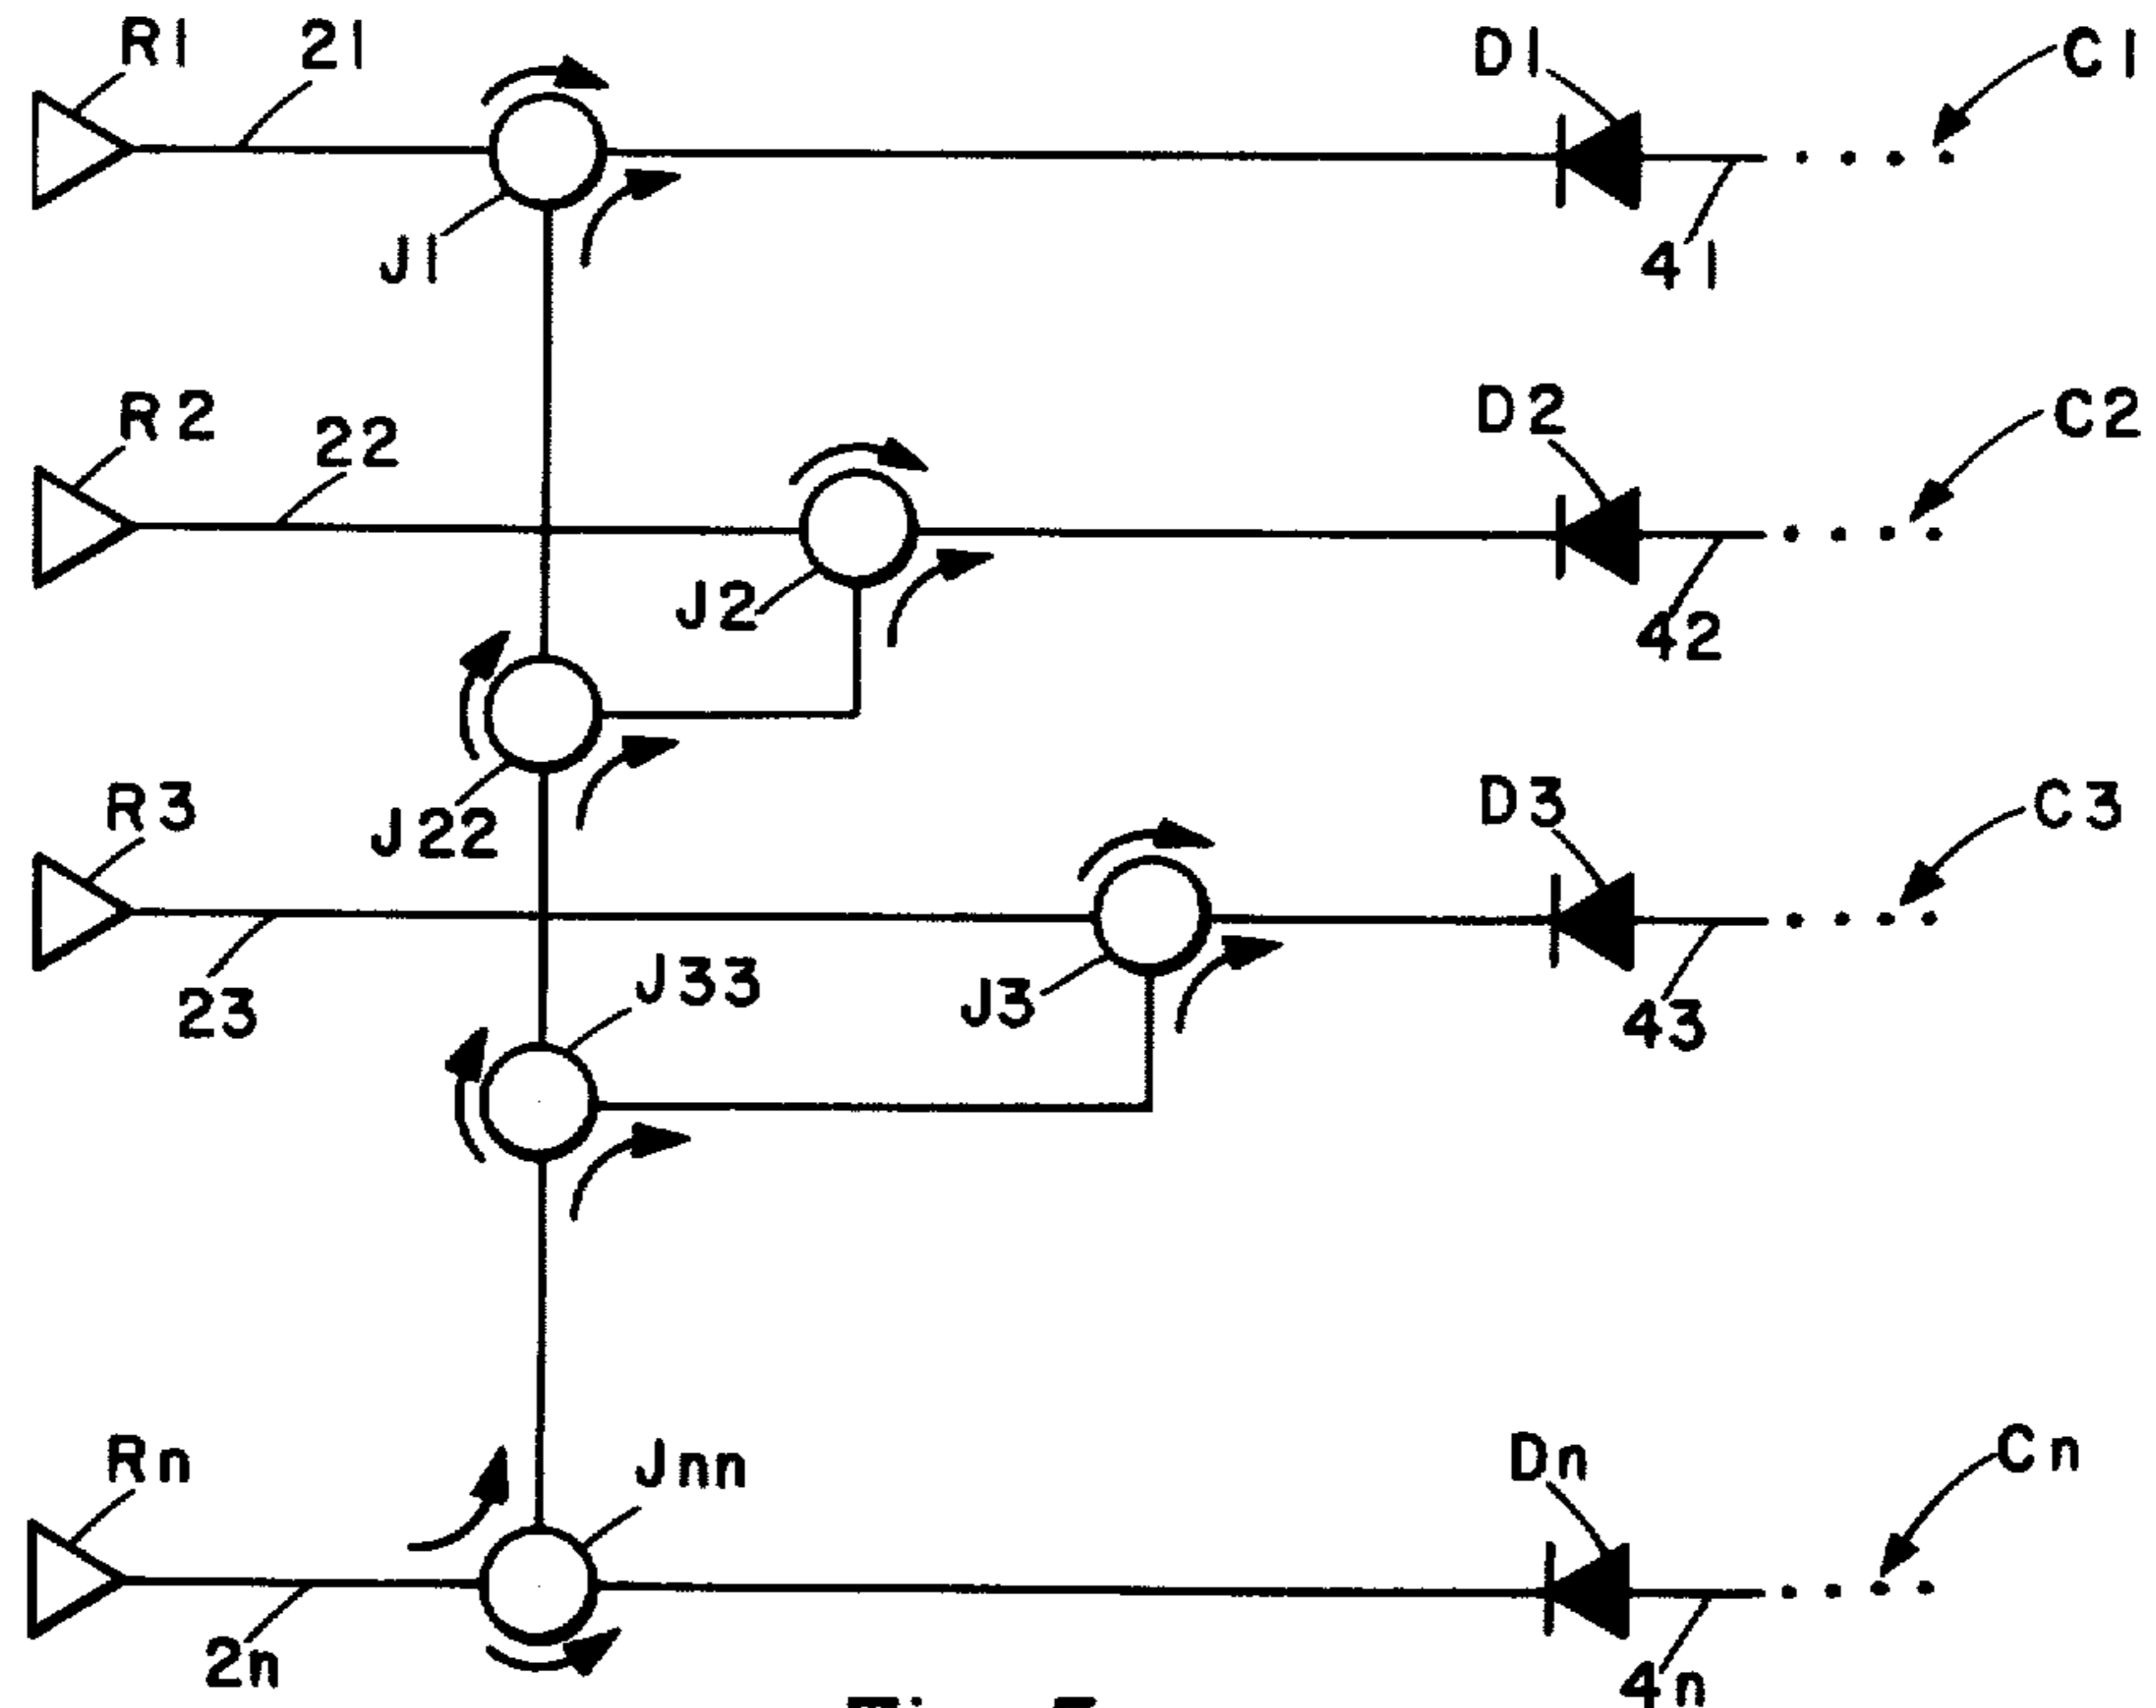 R1 21 D1 C1
J1 41
R2 22 D2 C2
J2 42
R3 J22 D3 C3
23 J33 J3 43
Rn Jnn Dn Cn
2n 4n